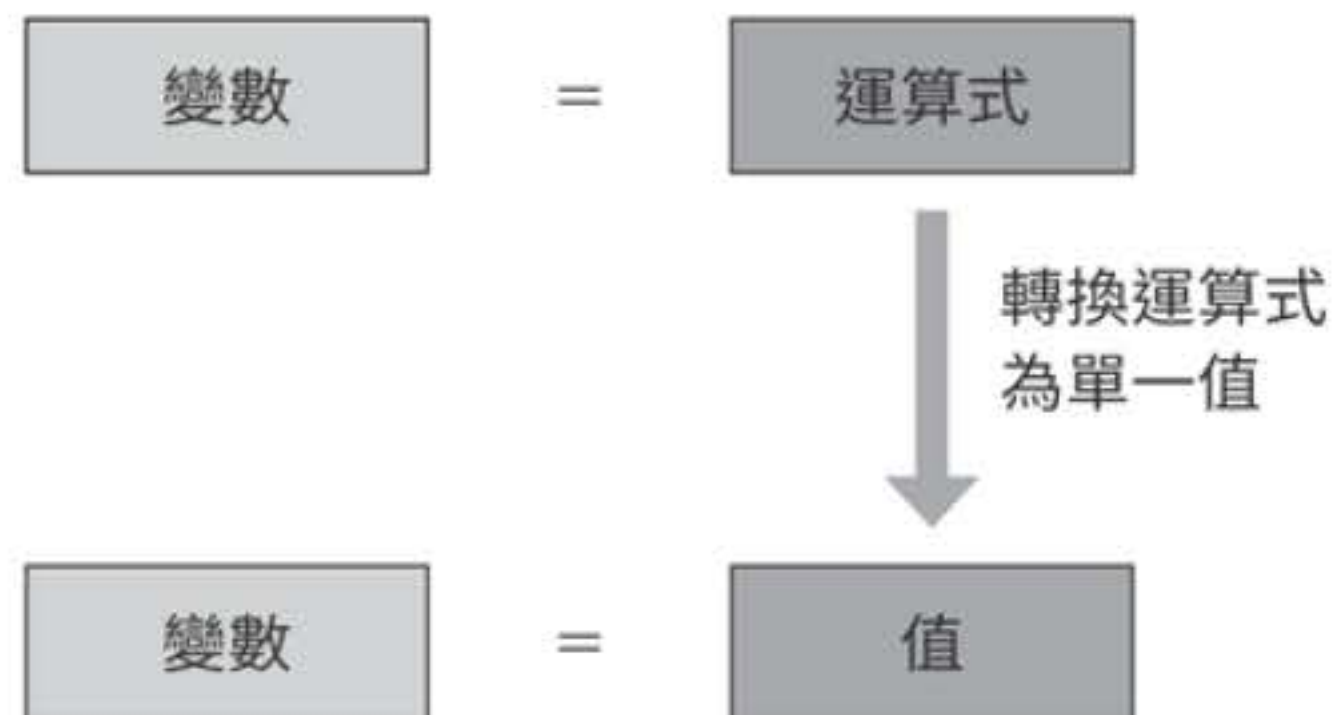 變數 = 運算式
轉換運算式
為單一值
變數 = 值